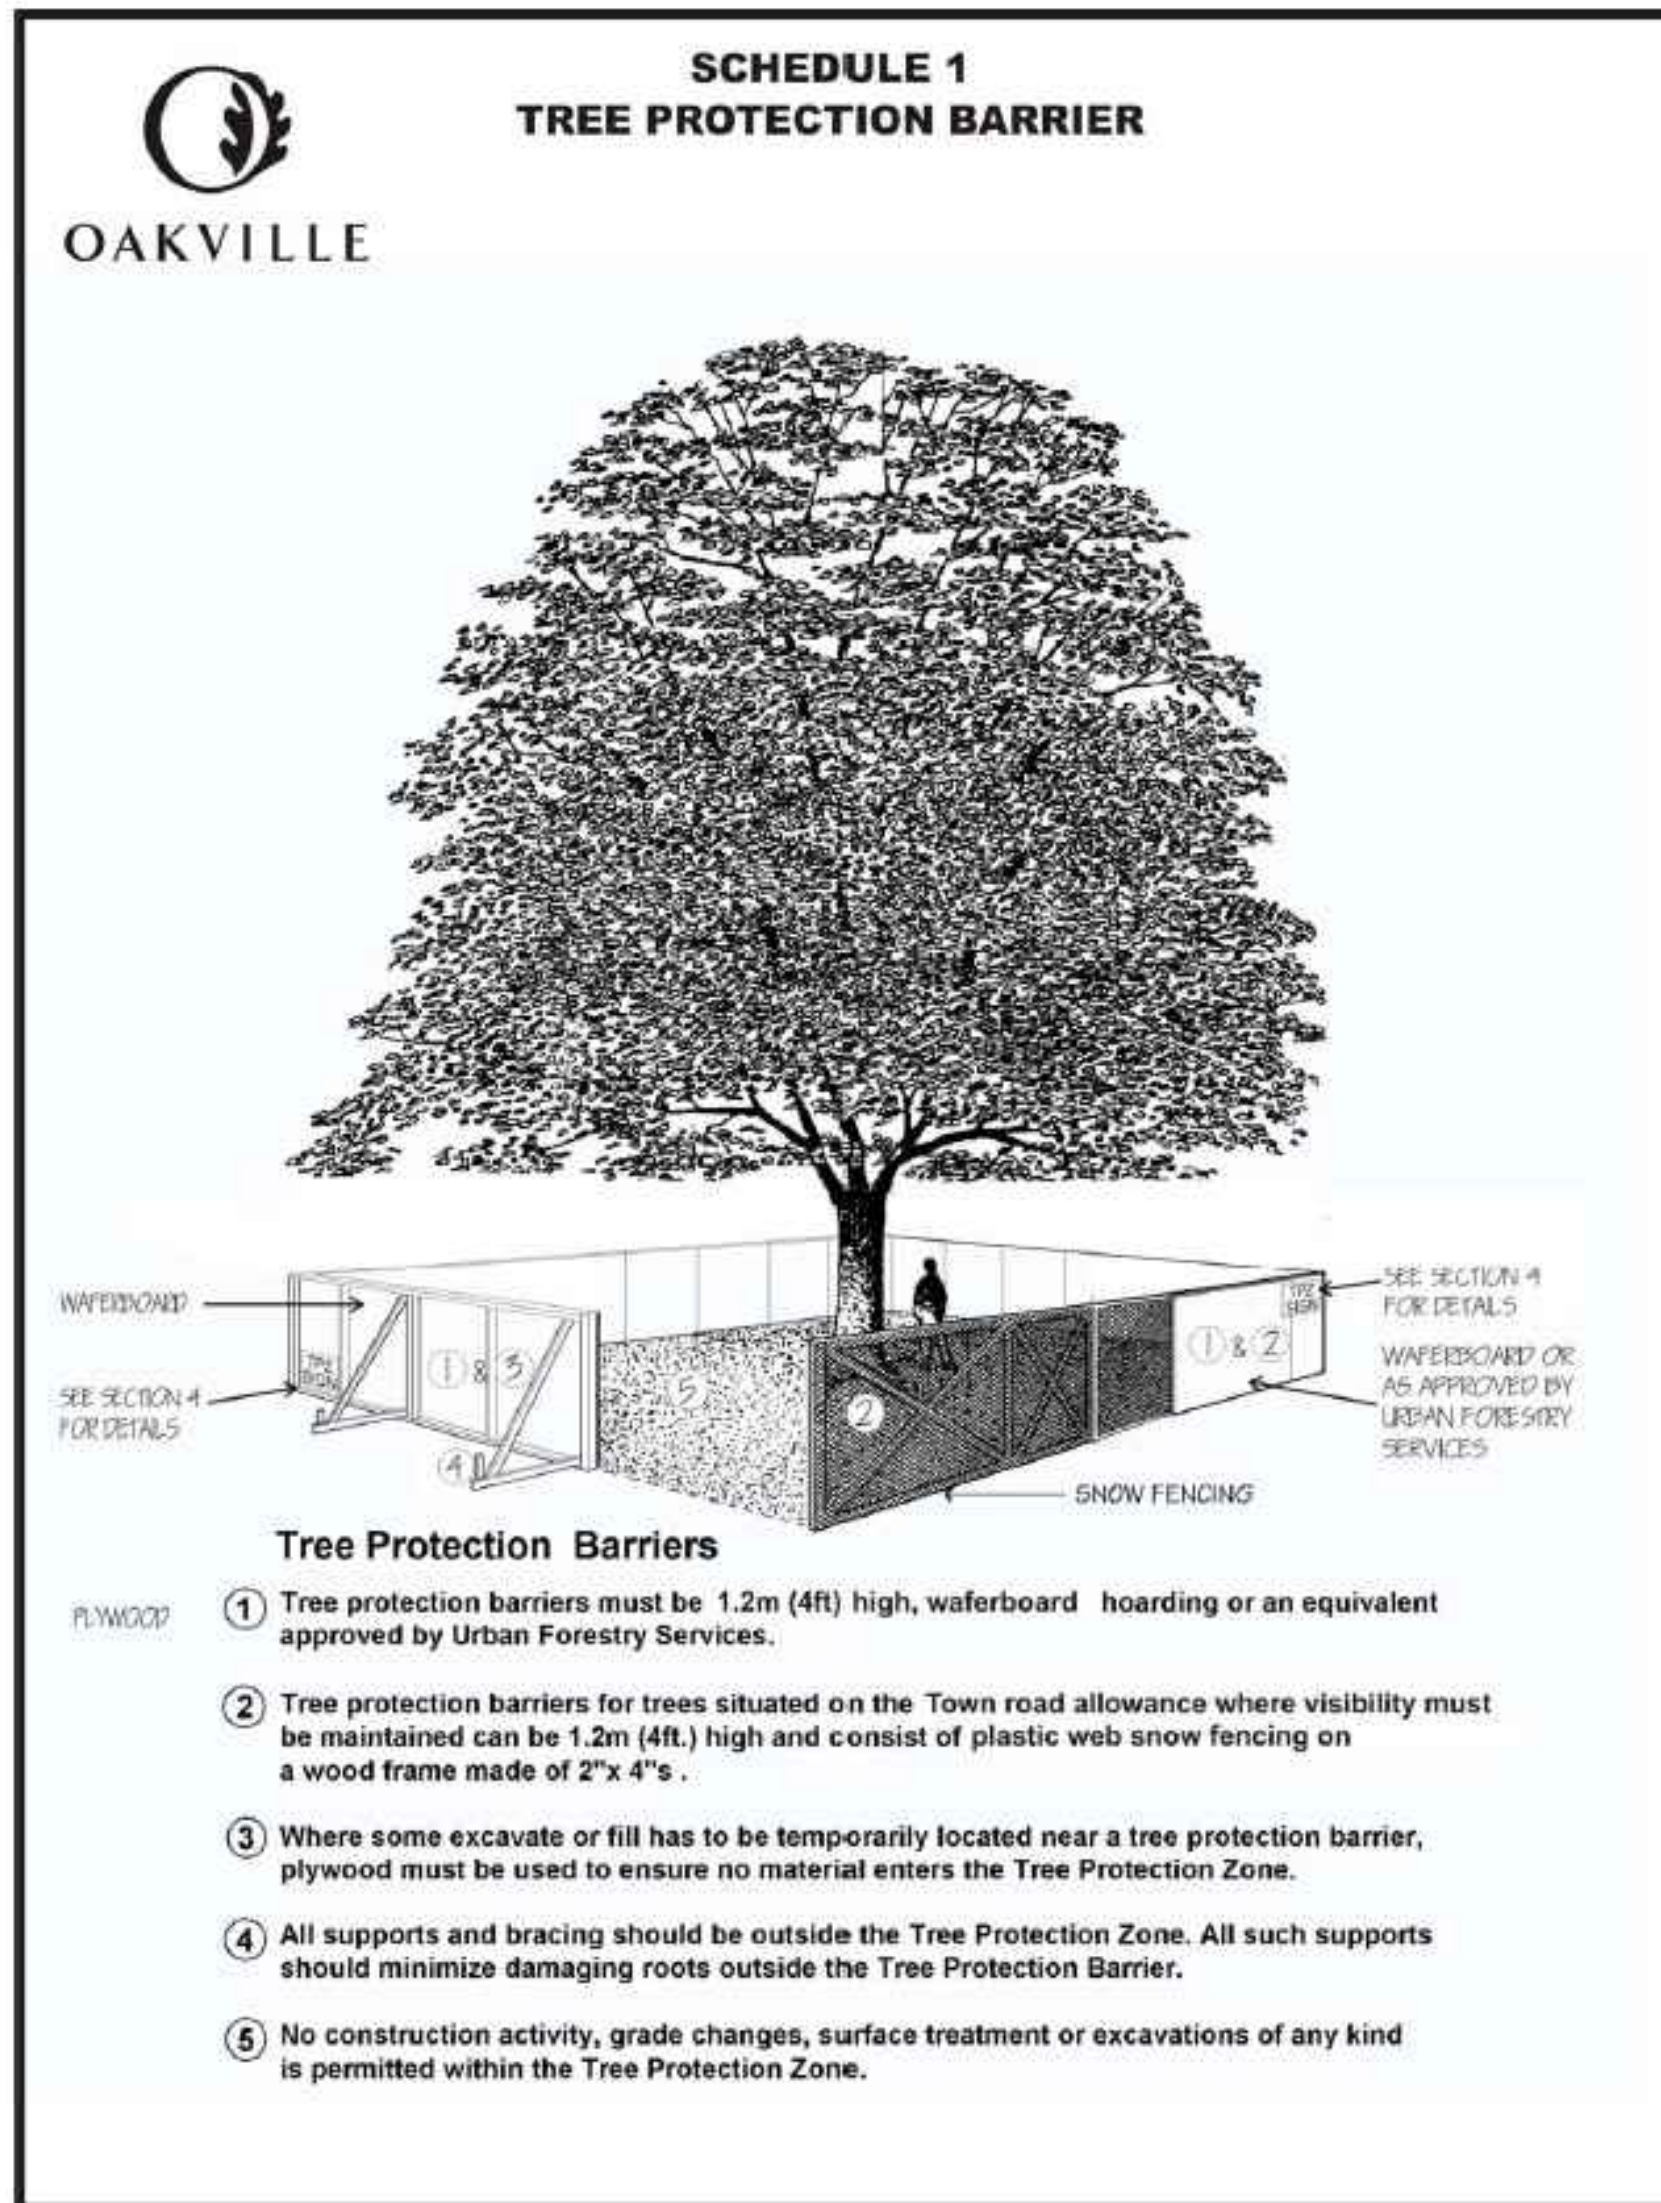 SCHEDULE 1
TREE PROTECTION BARRIER
OAKVILLE
WAFERBOARD
SEE SECTION 4
FOR DETAILS
TPZ
SIGN
1 & 3
4
5
2
1 & 2
TPZ
SIGN
SEE SECTION 4
FOR DETALS
WAFERBOARD OR
AS APPROVED BY
URBAN FORESTRY
SERVICES
SNOW FENCING
Tree Protection Barriers
PLYWOOD
1 Tree protection barriers must be 1.2m (4ft) high, waferboard hoarding or an equivalent
approved by Urban Forestry Services.
2 Tree protection barriers for trees situated on the Town road allowance where visibility must
be maintained can be 1.2m (4ft.) high and consist of plastic web snow fencing on
a wood frame made of 2"x 4"s .
3 Where some excavate or fill has to be temporarily located near a tree protection barrier,
plywood must be used to ensure no material enters the Tree Protection Zone.
4 All supports and bracing should be outside the Tree Protection Zone. All such supports
should minimize damaging roots outside the Tree Protection Barrier.
5 No construction activity, grade changes, surface treatment or excavations of any kind
is permitted within the Tree Protection Zone.